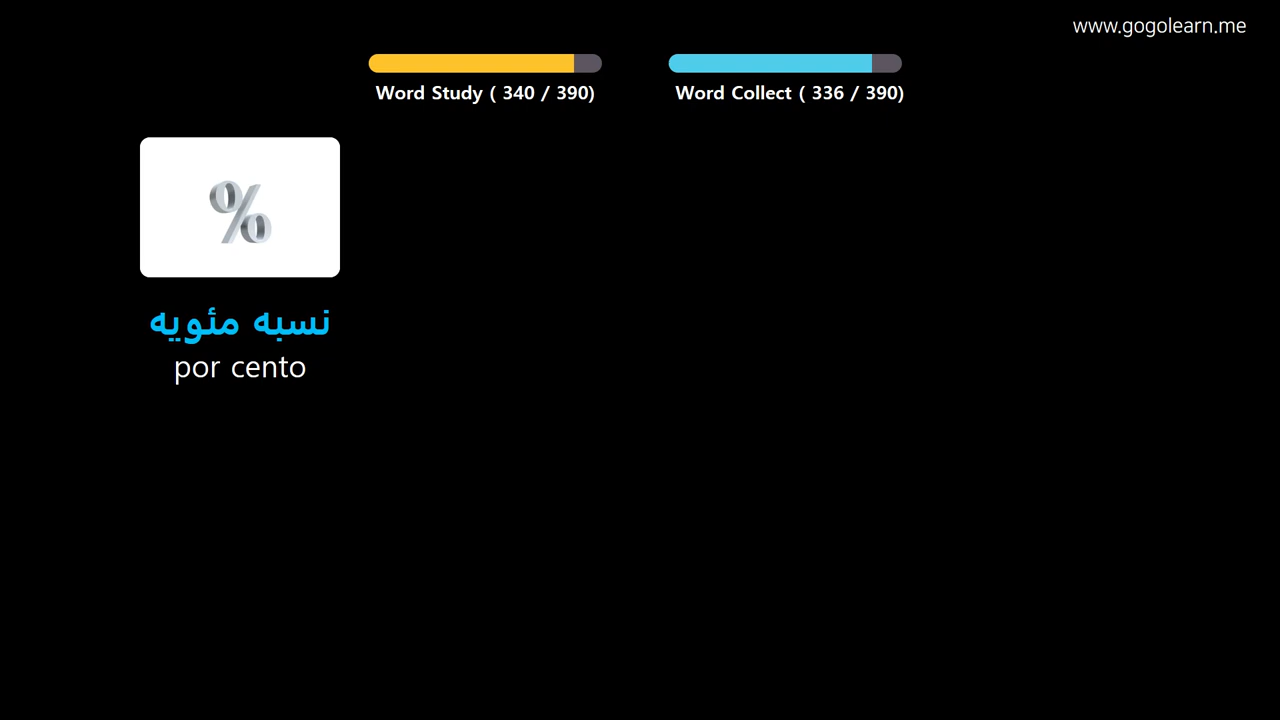 www.gogolearn.me
Word Study ( 340 / 390)
Word Collect ( 336 / 390)
%
نسبه مئويه
por cento